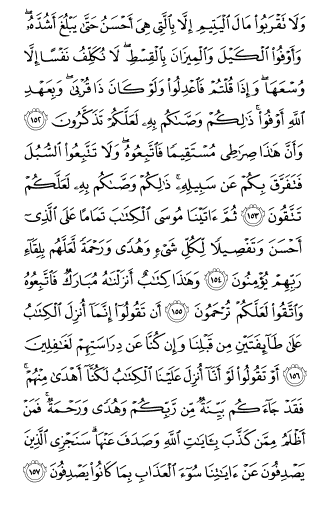 وَلَا تَقْرَبُوا۟ مَالَ ٱلْيَتِيمِ إِلَّا بِٱلَّتِى هِىَ أَحْسَنُ حَتَّىٰ يَبْلُغَ أَشُدَّهُۥ ۖ
وَأَوْفُوا۟ ٱلْكَيْلَ وَٱلْمِيزَانَ بِٱلْقِسْطِ ۖ لَا نُكَلِّفُ نَفْسًا إِلَّا
وُسْعَهَا ۖ وَإِذَا قُلْتُمْ فَٱعْدِلُوا۟ وَلَوْ كَانَ ذَا قُرْبَىٰ ۖ وَبِعَهْدِ
ٱللَّهِ أَوْفُوا۟ ۚ ذَٰلِكُمْ وَصَّىٰكُم بِهِۦ لَعَلَّكُمْ تَذَكَّرُونَ ۝١٥٢
وَأَنَّ هَٰذَا صِرَٰطِى مُسْتَقِيمًا فَٱتَّبِعُوهُ ۖ وَلَا تَتَّبِعُوا۟ ٱلسُّبُلَ
فَتَفَرَّقَ بِكُمْ عَن سَبِيلِهِۦ ۚ ذَٰلِكُمْ وَصَّىٰكُم بِهِۦ لَعَلَّكُمْ
تَتَّقُونَ ۝١٥٣ ثُمَّ ءَاتَيْنَا مُوسَى ٱلْكِتَٰبَ تَمَامًا عَلَى ٱلَّذِىٓ
أَحْسَنَ وَتَفْصِيلًا لِّكُلِّ شَىْءٍ وَهُدًى وَرَحْمَةً لَّعَلَّهُم بِلِقَآءِ
رَبِّهِمْ يُؤْمِنُونَ ۝١٥٤ وَهَٰذَا كِتَٰبٌ أَنزَلْنَٰهُ مُبَارَكٌ فَٱتَّبِعُوهُ
وَٱتَّقُوا۟ لَعَلَّكُمْ تُرْحَمُونَ ۝١٥٥ أَن تَقُولُوٓا۟ إِنَّمَآ أُنزِلَ ٱلْكِتَٰبُ
عَلَىٰ طَآئِفَتَيْنِ مِن قَبْلِنَا وَإِن كُنَّا عَن دِرَاسَتِهِمْ لَغَٰفِلِينَ
۝١٥٦ أَوْ تَقُولُوا۟ لَوْ أَنَّآ أُنزِلَ عَلَيْنَا ٱلْكِتَٰبُ لَكُنَّآ أَهْدَىٰ مِنْهُمْ ۚ
فَقَدْ جَآءَكُم بَيِّنَةٌ مِّن رَّبِّكُمْ وَهُدًى وَرَحْمَةٌ ۚ فَمَنْ
أَظْلَمُ مِمَّن كَذَّبَ بِـَٔايَٰتِ ٱللَّهِ وَصَدَفَ عَنْهَا ۗ سَنَجْزِى ٱلَّذِينَ
يَصْدِفُونَ عَنْ ءَايَٰتِنَا سُوٓءَ ٱلْعَذَابِ بِمَا كَانُوا۟ يَصْدِفُونَ ۝١٥٧